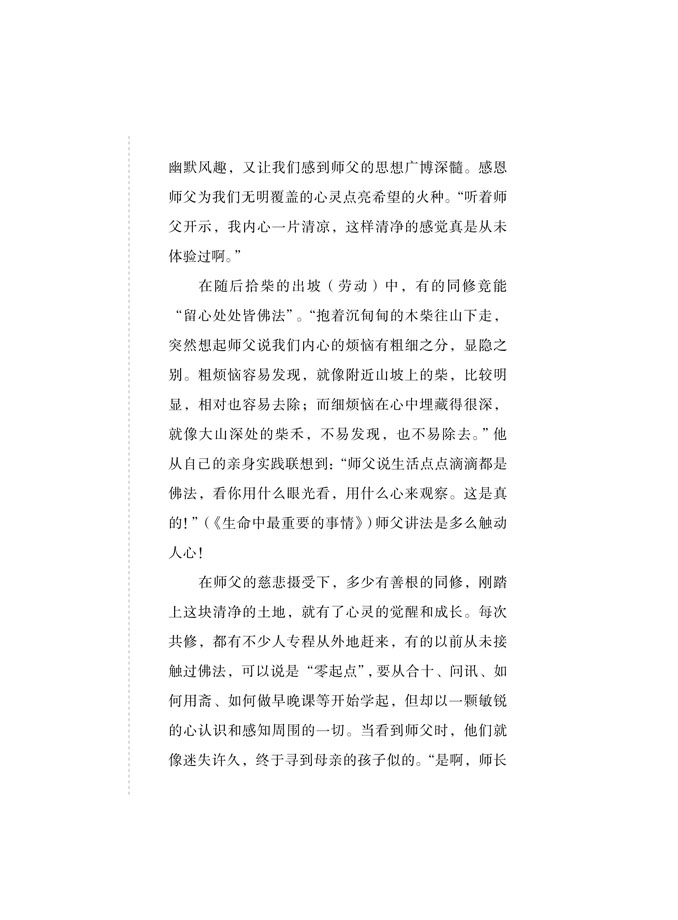 幽默风趣，又让我们感到师父的思想广博深髓。感恩
师父为我们无明覆盖的心灵点亮希望的火种。“听着师
父开示，我内心一片清凉，这样清净的感觉真是从未
体验过啊。”
在随后拾柴的出坡（劳动）中，有的同修竟能
“留心处处皆佛法”。“抱着沉甸甸的木柴往山下走，
突然想起师父说我们内心的烦恼有粗细之分，显隐之
别。粗烦恼容易发现，就像附近山坡上的柴，比较明
显，相对也容易去除；而细烦恼在心中埋藏得很深，
就像大山深处的柴禾，不易发现，也不易除去。”他
从自己的亲身实践联想到：“师父说生活点点滴滴都是
佛法，看你用什么眼光看，用什么心来观察。这是真
的！”（《生命中最重要的事情》）师父讲法是多么触动
人心！
在师父的慈悲摄受下，多少有善根的同修，刚踏
上这块清净的土地，就有了心灵的觉醒和成长。每次
共修，都有不少人专程从外地赶来，有的以前从未接
触过佛法，可以说是“零起点”，要从合十、问讯、如
何用斋、如何做早晚课等开始学起，但却以一颗敏锐
的心认识和感知周围的一切。当看到师父时，他们就
像迷失许久，终于寻到母亲的孩子似的。“是啊，师长